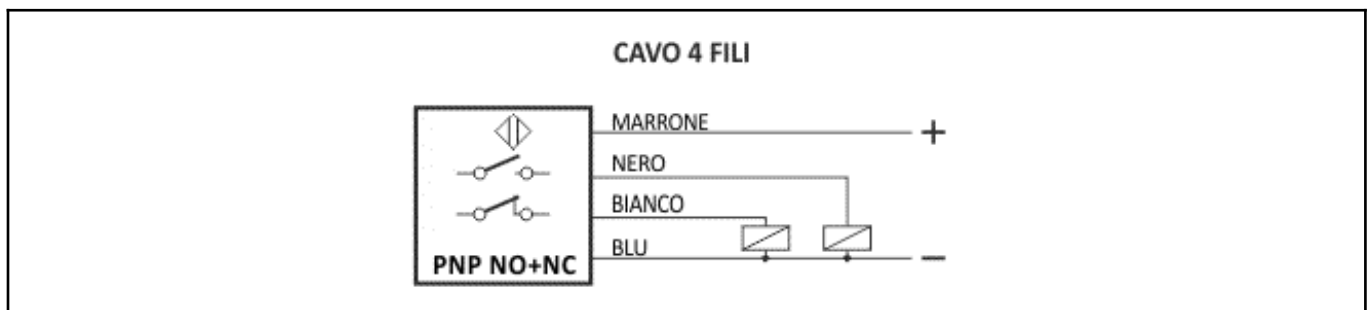 CAVO 4 FILI
MARRONE
+
NERO
BIANCO
BLU
−
PNP NO+NC